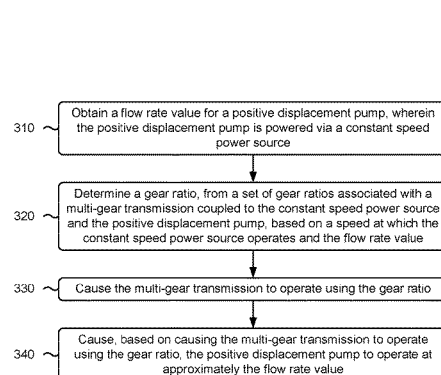 310
Obtain a flow rate value for a positive displacement pump, wherein
the positive displacement pump is powered via a constant speed
power source
320
Determine a gear ratio, from a set of gear ratios associated with a
multi-gear transmission coupled to the constant speed power source
and the positive displacement pump, based on a speed at which the
constant speed power source operates and the flow rate value
330
Cause the multi-gear transmission to operate using the gear ratio
340
Cause, based on causing the multi-gear transmission to operate
using the gear ratio, the positive displacement pump to operate at
approximately the flow rate value